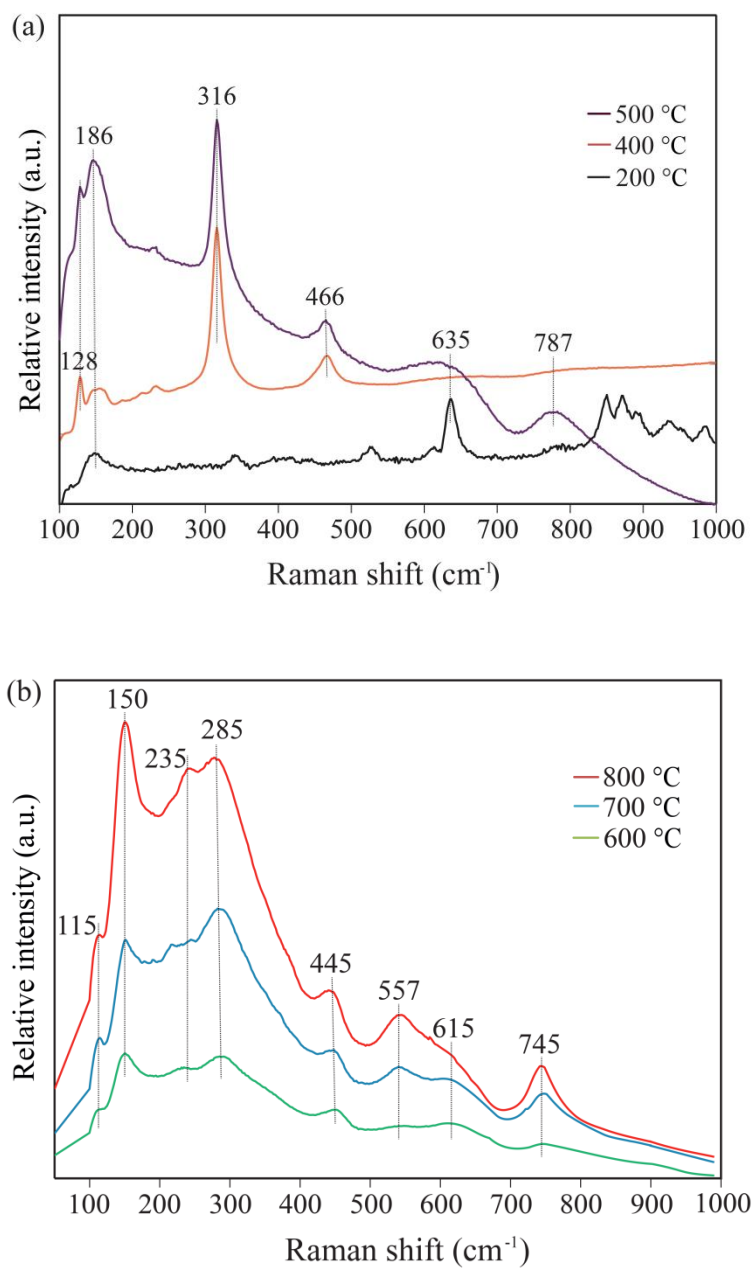 (a)
316
186
500 °C
400 °C
200 °C
466
635
787
128
Relative intensity (a.u.)
100 200 300 400 500 600 700 800 900 1000
Raman shift (cm-1)
(b)
150
235
285
800 °C
700 °C
600 °C
115
445
557
615
745
Relative intensity (a.u.)
100 200 300 400 500 600 700 800 900 1000
Raman shift (cm-1)